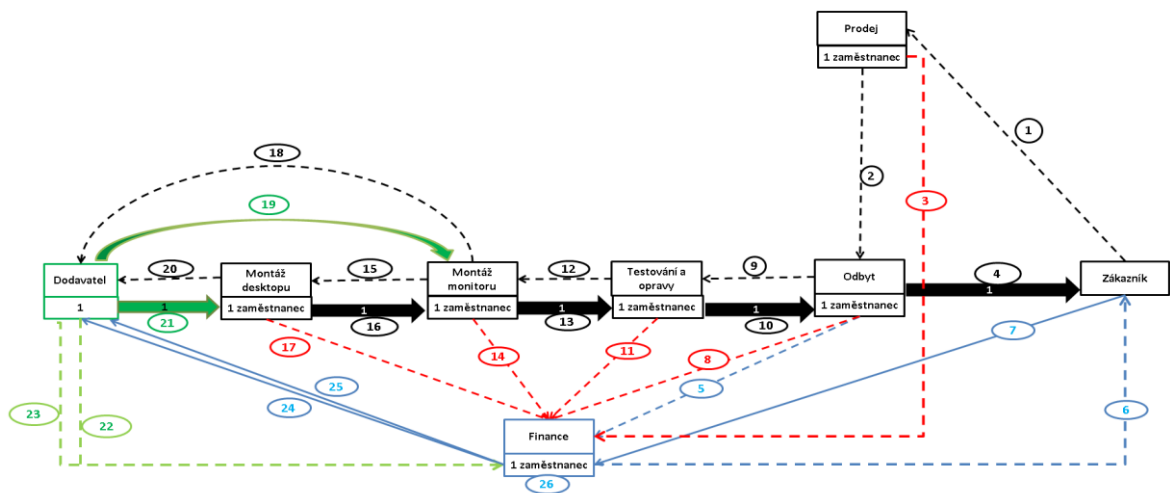 Prodej
1 zaměstnanec
1
18
2
3
19
Dodavatel
1
20
Montáž
desktopu
1 zaměstnanec
15
Montáž
monitoru
1 zaměstnanec
12
Testování a
opravy
1 zaměstnanec
9
Odbyt
1 zaměstnanec
4
1
Zákazník
1
21
1
16
1
13
1
10
17
14
11
8
7
5
25
24
23
22
6
Finance
1 zaměstnanec
26